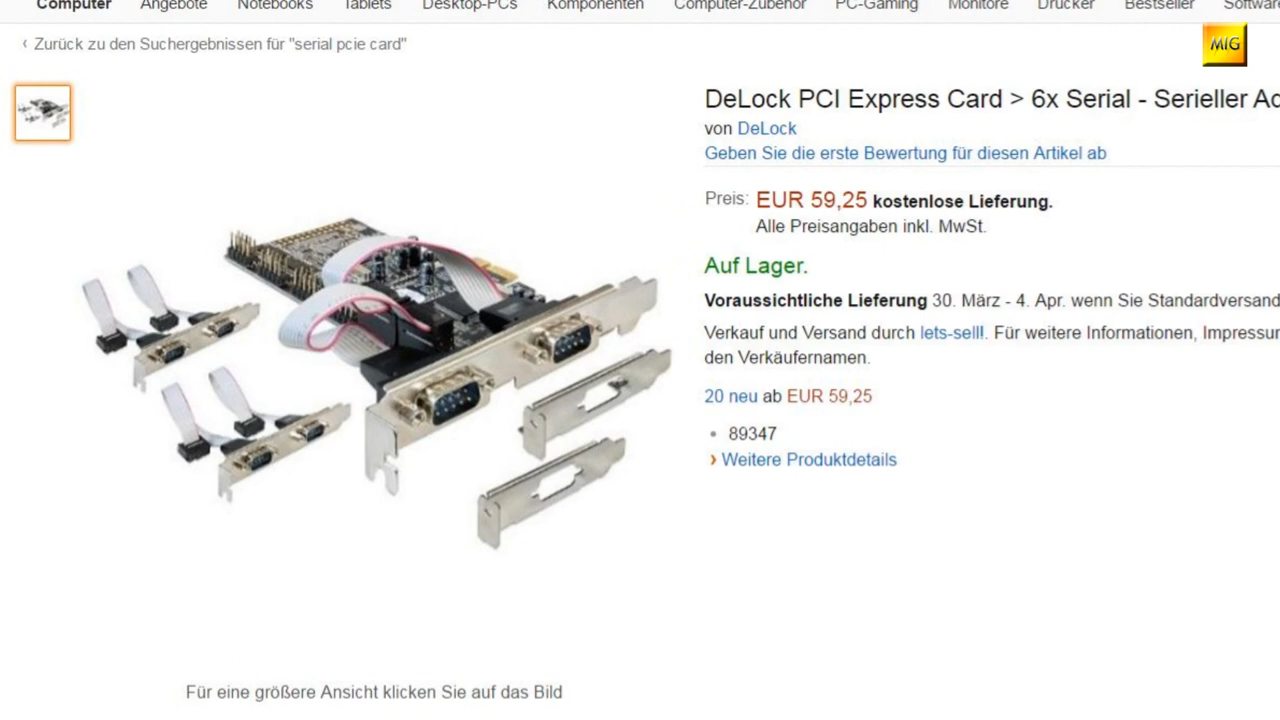 Computer Angebote Notebooks Tablets Desktop-PCs Komponenten Computer-Zubehör PC-Gaming Monitore Drucker Bestseller Software
‹ Zurück zu den Suchergebnissen für "serial pcie card"
MIG
DeLock PCI Express Card > 6x Serial - Serieller Ad
von DeLock
Geben Sie die erste Bewertung für diesen Artikel ab
Preis: EUR 59,25 kostenlose Lieferung.
Alle Preisangaben inkl. MwSt.
Auf Lager.
Voraussichtliche Lieferung 30. März - 4. Apr. wenn Sie Standardversand
Verkauf und Versand durch lets-sell!. Für weitere Informationen, Impressum
den Verkäufernamen.
20 neu ab EUR 59,25
• 89347
› Weitere Produktdetails
Für eine größere Ansicht klicken Sie auf das Bild